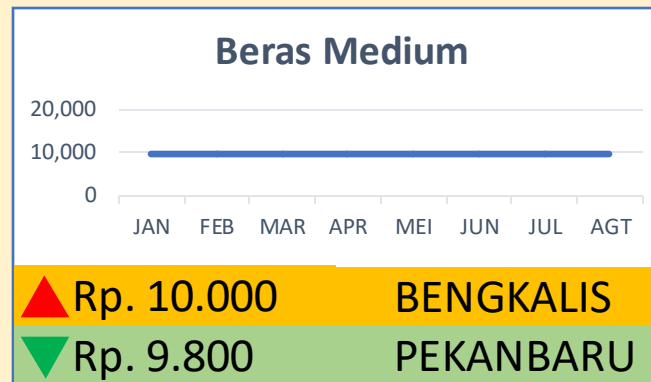 Beras Medium
20,000
10,000
0
JAN FEB MAR APR MEI JUN JUL AGT
Rp. 10.000 BENGKALIS
Rp. 9.800 PEKANBARU